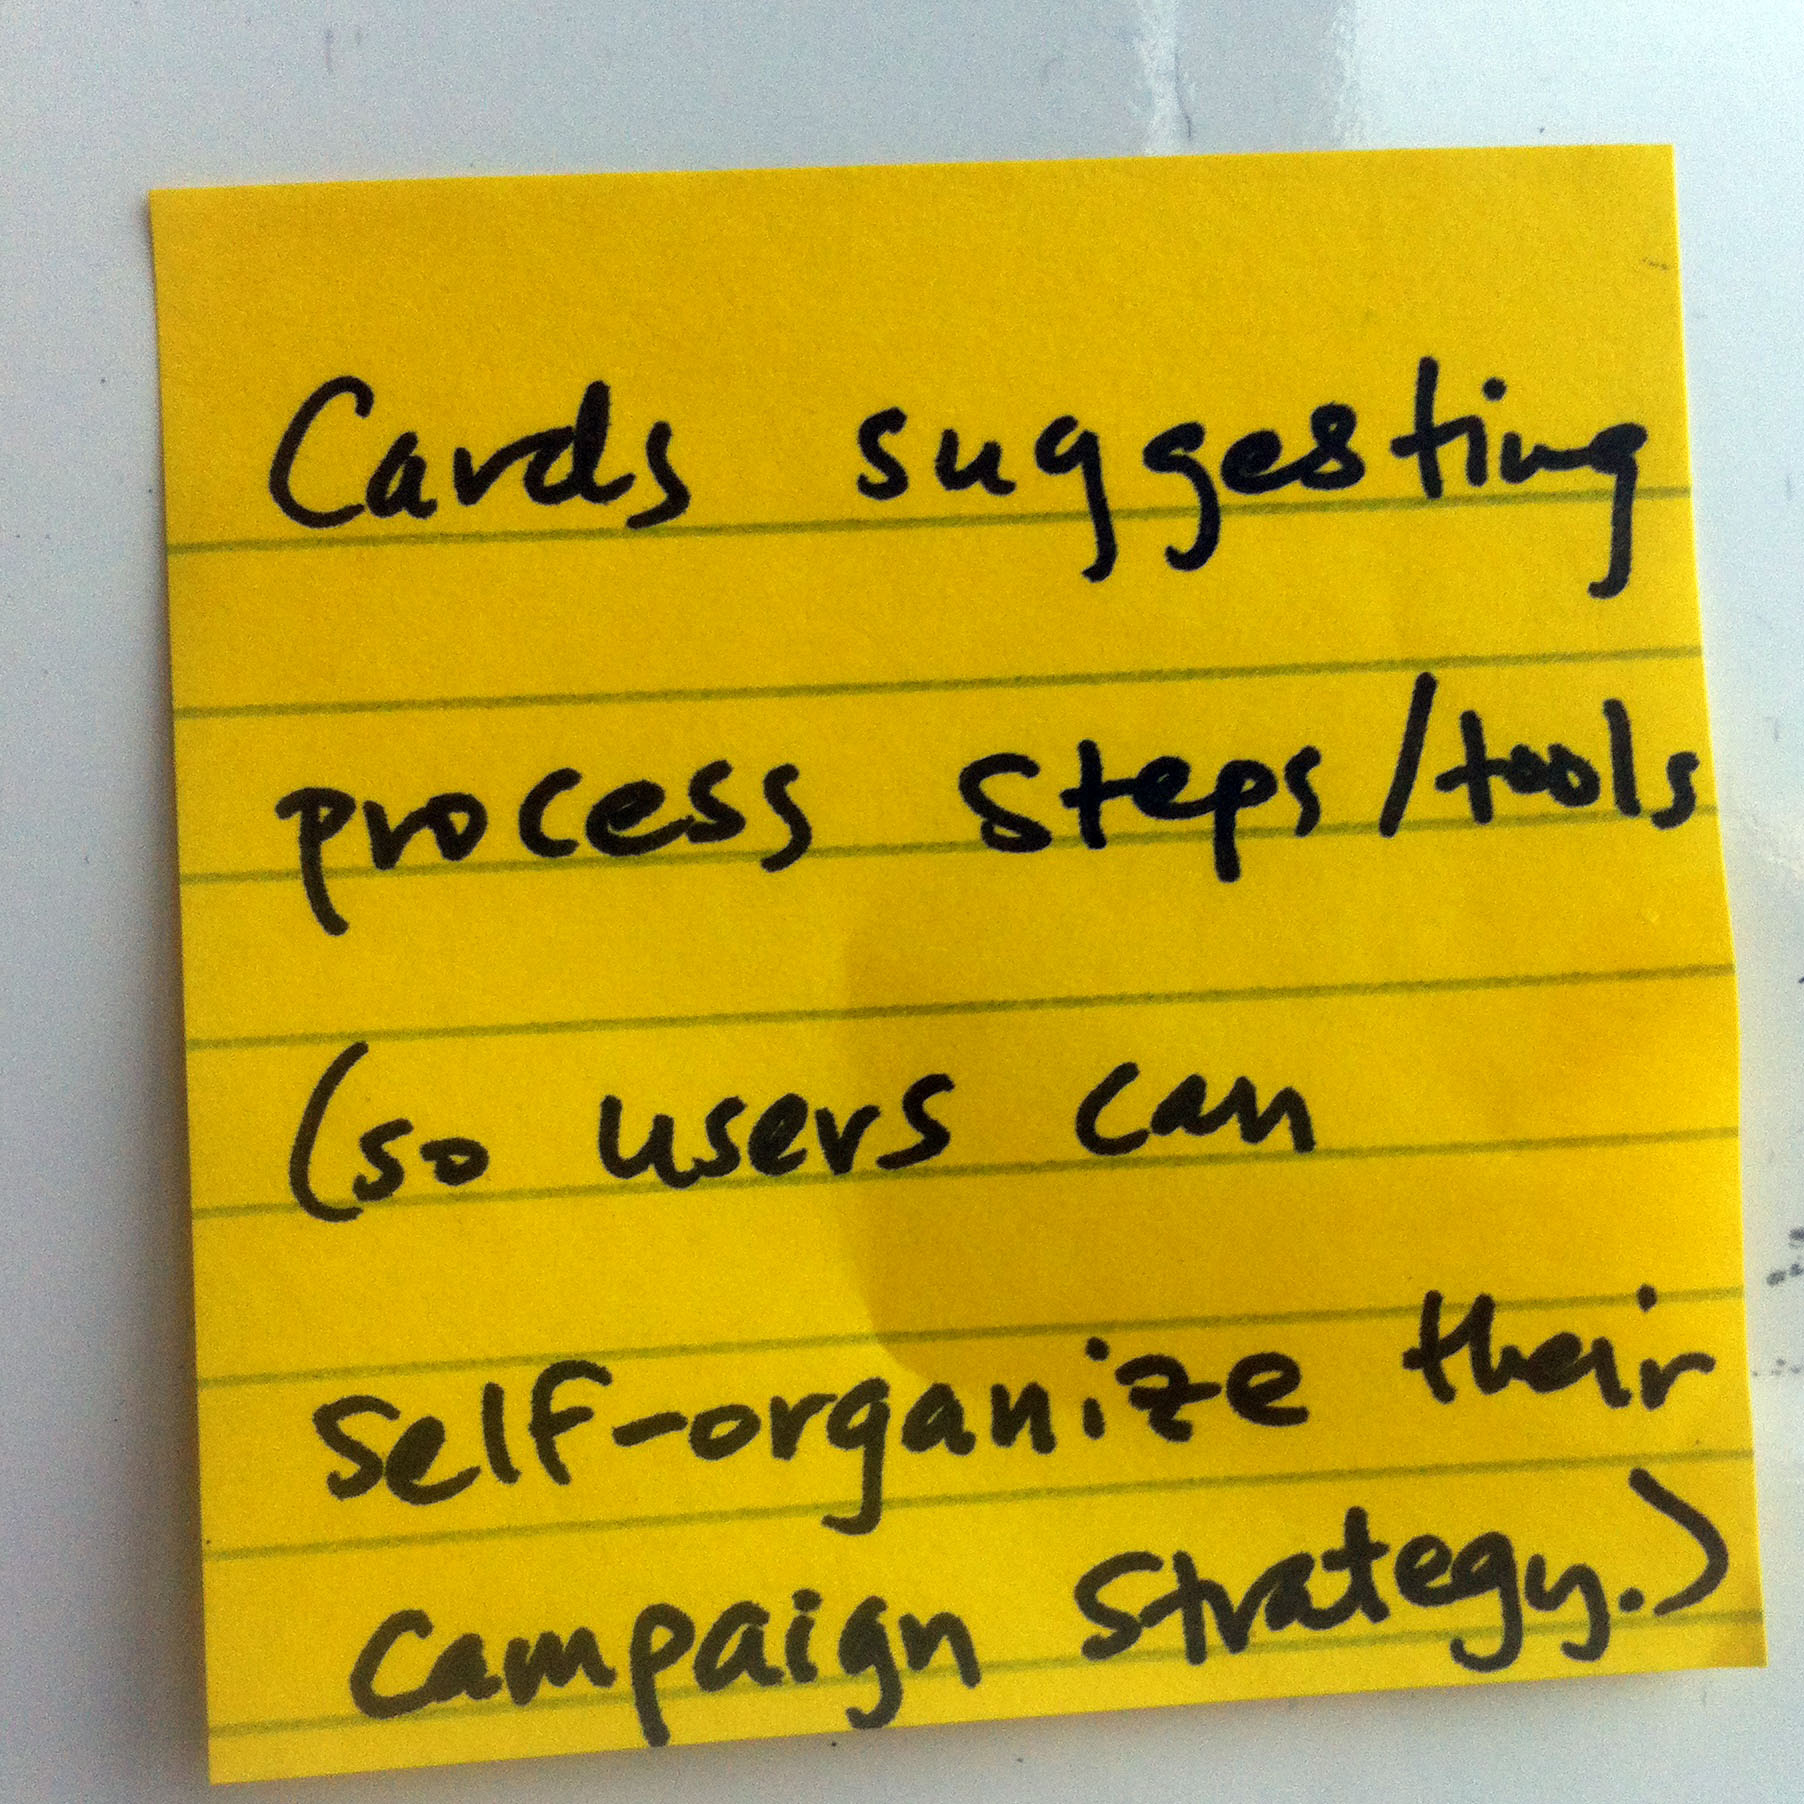 Cards suggesting
process steps/tools
(so users can
self-organize their
campaign strategy.)